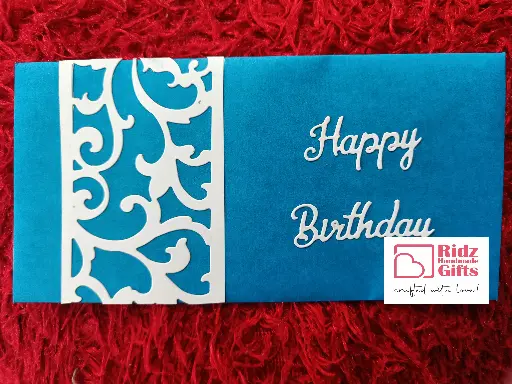 Happy
Birthday
Ridz
Handmade
Gifts
crafted with love!